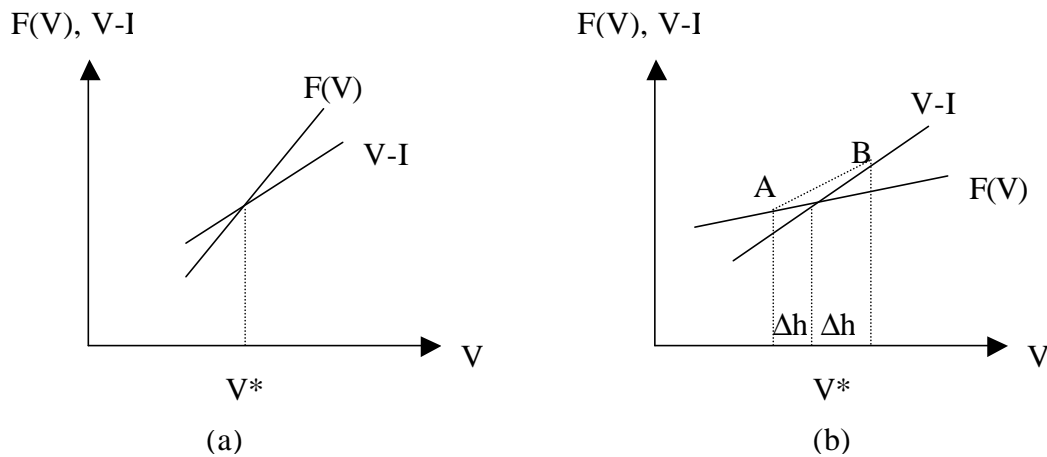 F(V), V-I
F(V)
V-I
V
V*
(a)
F(V), V-I
V-I
B
A
F(V)
Δh Δh
V
V*
(b)